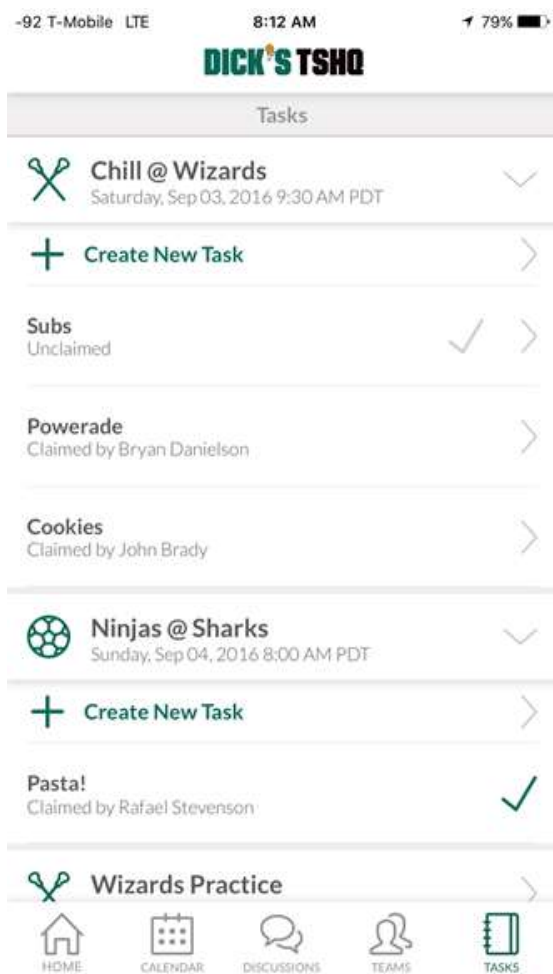 -92 T-Mobile LTE 8:12 AM 79%
DICK'S TSHQ
Tasks
Chill @ Wizards
Saturday, Sep 03, 2016 9:30 AM PDT
Create New Task
Subs
Unclaimed
Powerade
Claimed by Bryan Danielson
Cookies
Claimed by John Brady
Ninjas @ Sharks
Sunday, Sep 04, 2016 8:00 AM PDT
Create New Task
Pasta!
Claimed by Rafael Stevenson
Wizards Practice
HOME CALENDAR DISCUSSIONS TEAMS TASKS